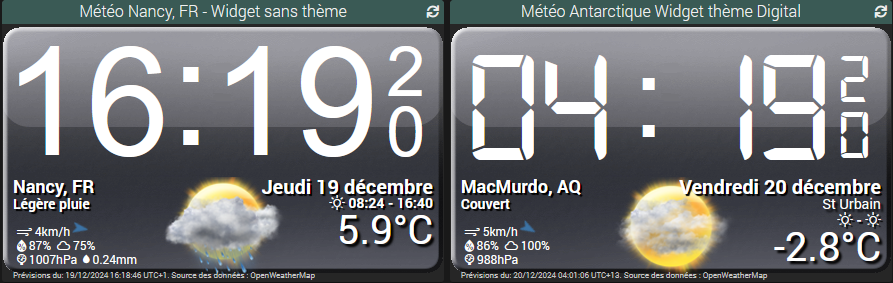 Météo Nancy, FR - Widget sans thème
16:19 20
Nancy, FR
Jeudi 19 décembre
Légère pluie
08:24 - 16:40
4km/h
5.9°C
87% 75%
1007hPa 0.24mm
Prévisions du: 19/12/2024 16:18:46 UTC+1. Source des données : OpenWeatherMap
Météo Antarctique Widget thème Digital
04:19 20
MacMurdo, AQ
Vendredi 20 décembre
Couvert
St Urbain
-
5km/h
-2.8°C
86% 100%
988hPa
Prévisions du: 20/12/2024 04:01:06 UTC+13. Source des données : OpenWeatherMap